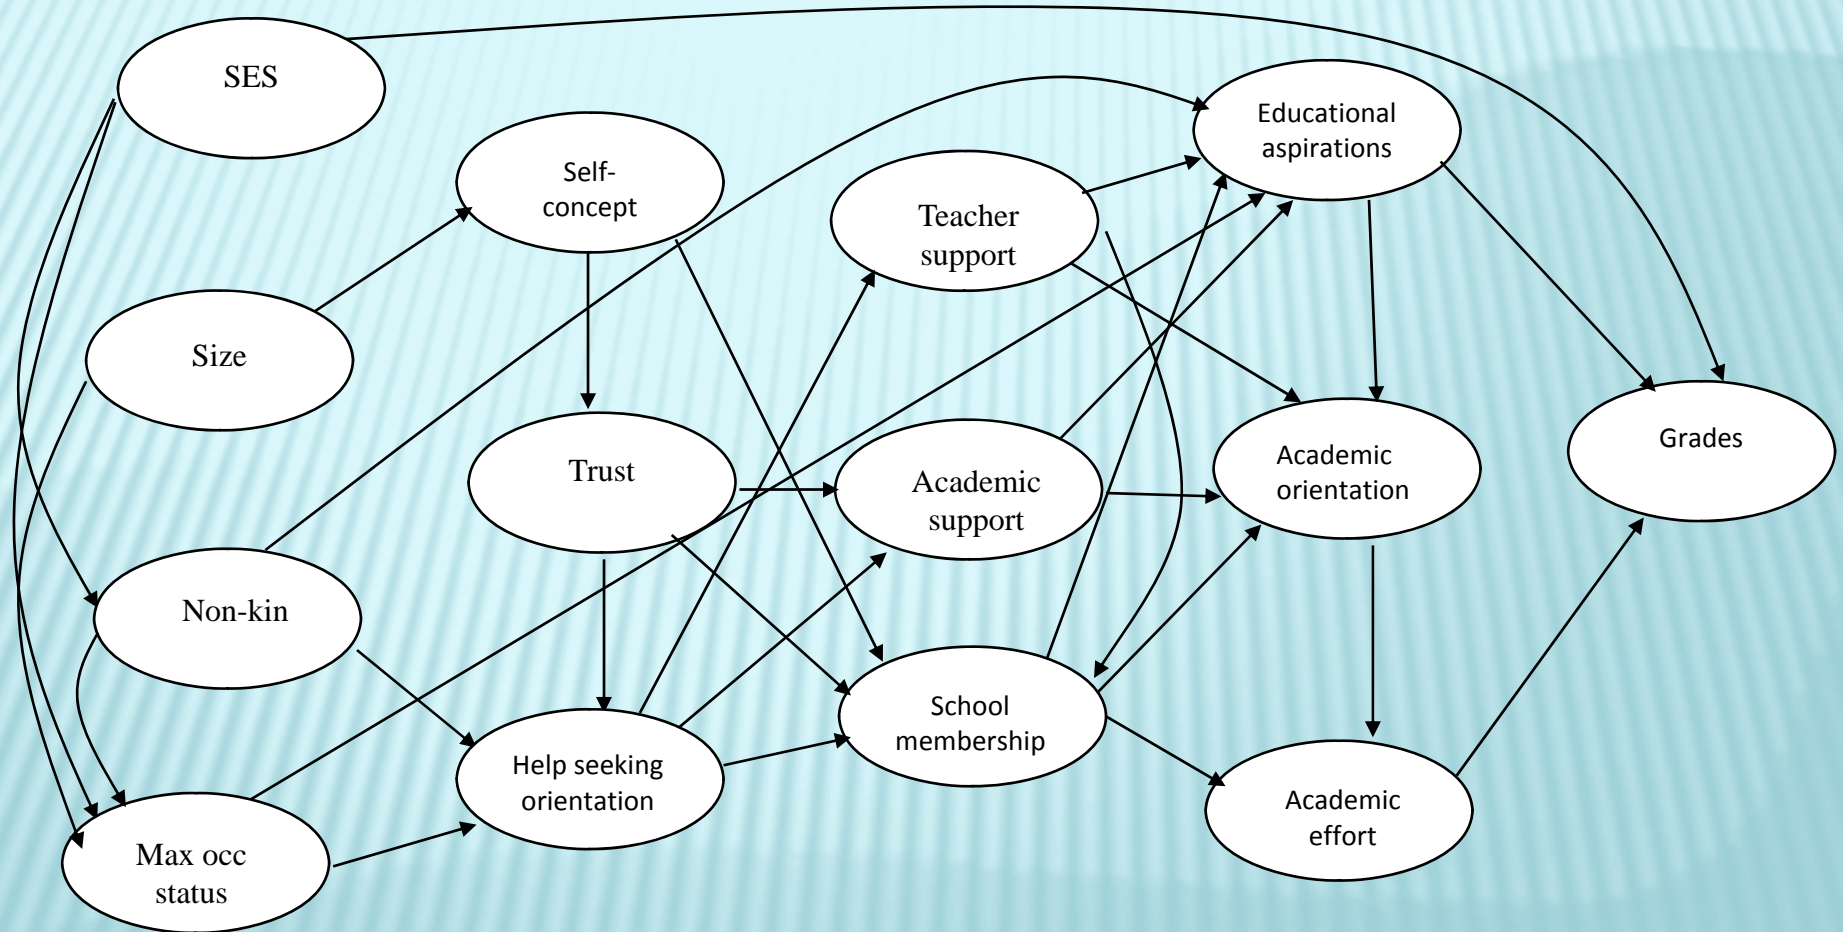 SES
Self-
concept
Size
Trust
Non-kin
Help seeking
orientation
Max occ
status
Teacher
support
Academic
support
School
membership
Educational
aspirations
Academic
orientation
Academic
effort
Grades